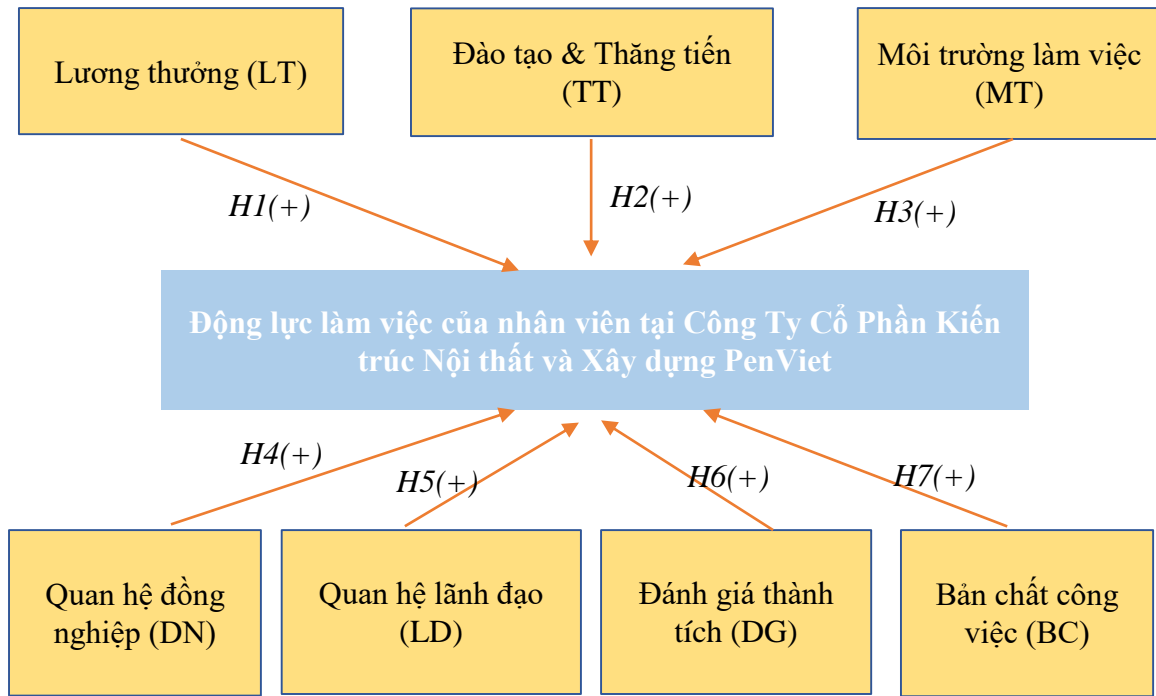 Lương thưởng (LT)
Đào tạo & Thăng tiến
(TT)
Môi trường làm việc
(MT)
H1(+)
H2(+)
H3(+)
Động lực làm việc của nhân viên tại Công Ty Cổ Phần Kiến
trúc Nội thất và Xây dựng PenViet
H4(+)
H5(+)
H6(+)
H7(+)
Quan hệ đồng
nghiệp (DN)
Quan hệ lãnh đạo
(LD)
Đánh giá thành
tích (DG)
Bản chất công
việc (BC)